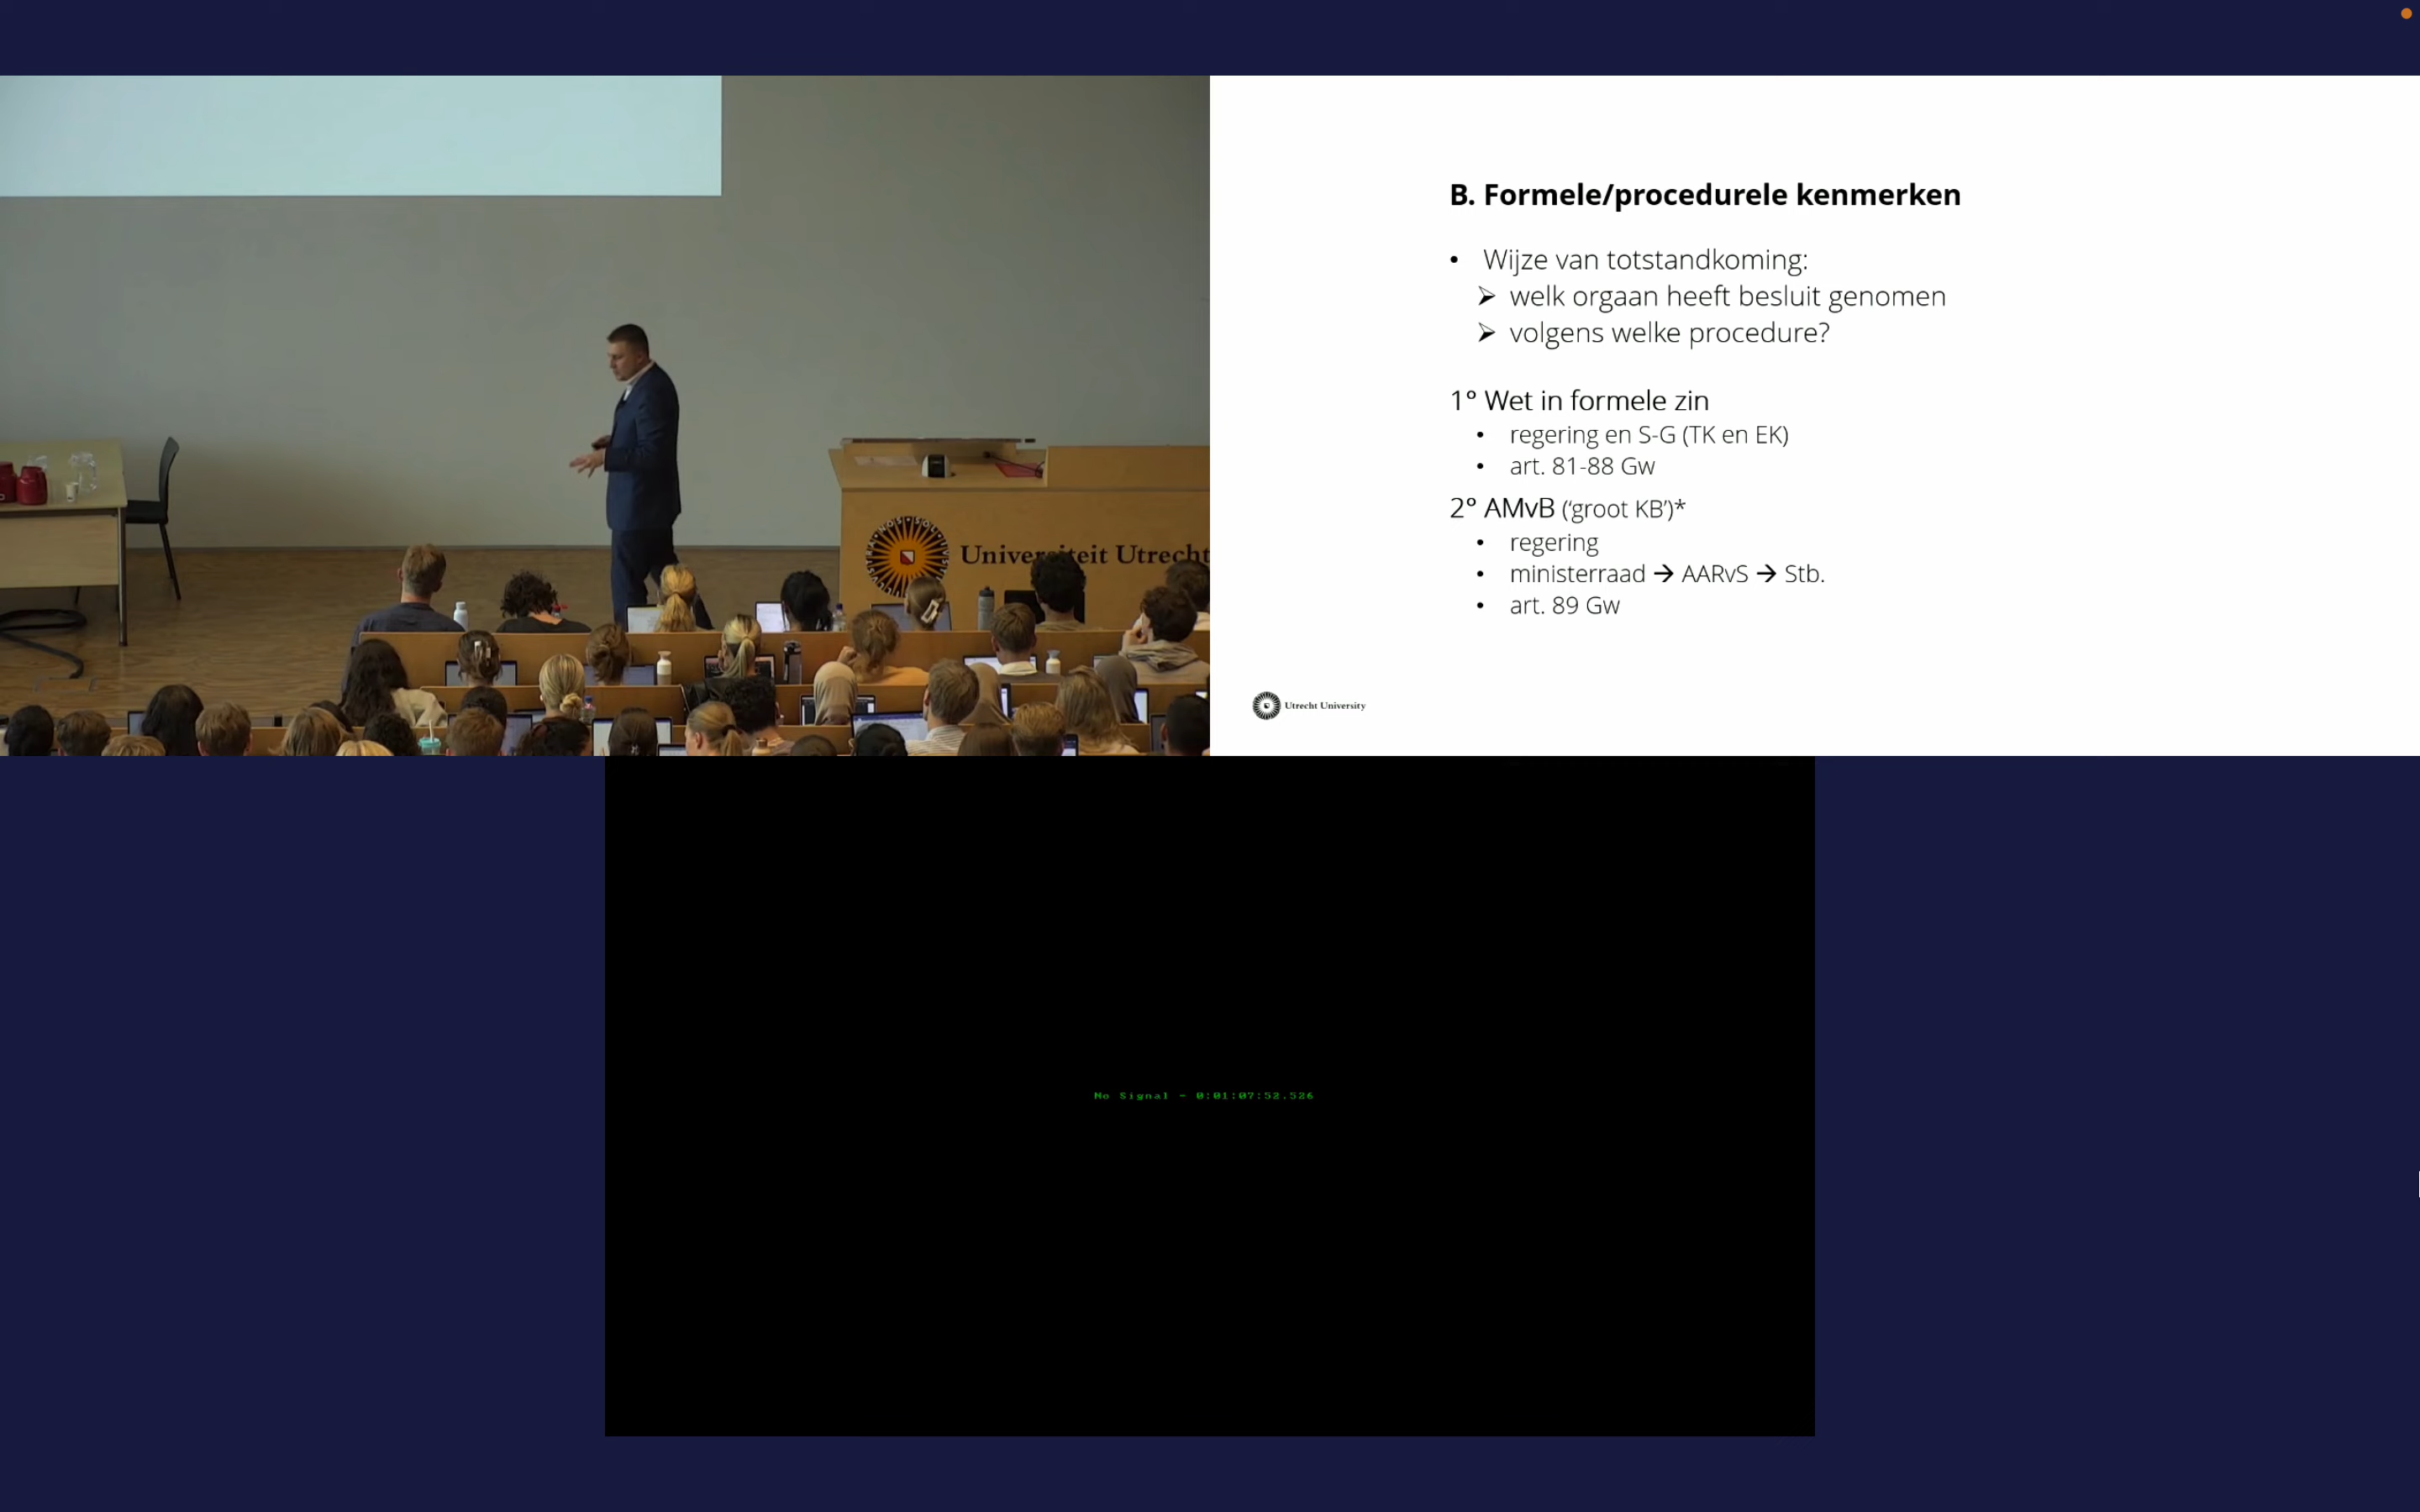 Universiteit Utrecht
B. Formele/procedurele kenmerken
• Wijze van totstandkoming:
➢ welk orgaan heeft besluit genomen
➢ volgens welke procedure?
1° Wet in formele zin
• regering en S-G (TK en EK)
• art. 81-88 Gw
2° AMvB (‘groot KB’)*
• regering
• ministerraad → AARvS → Stb.
• art. 89 Gw
Utrecht University
No Signal - 0:01:07:52.526